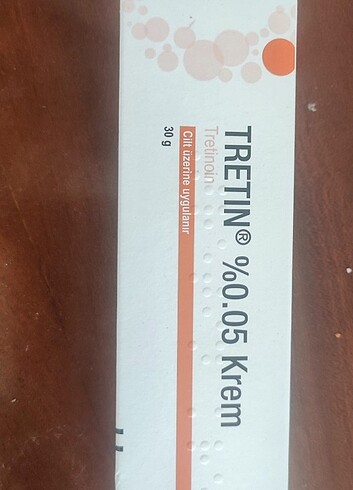 TRETIN® %0.05 Krem
Tretinoin
Cilt üzerine uygulanır
30 g